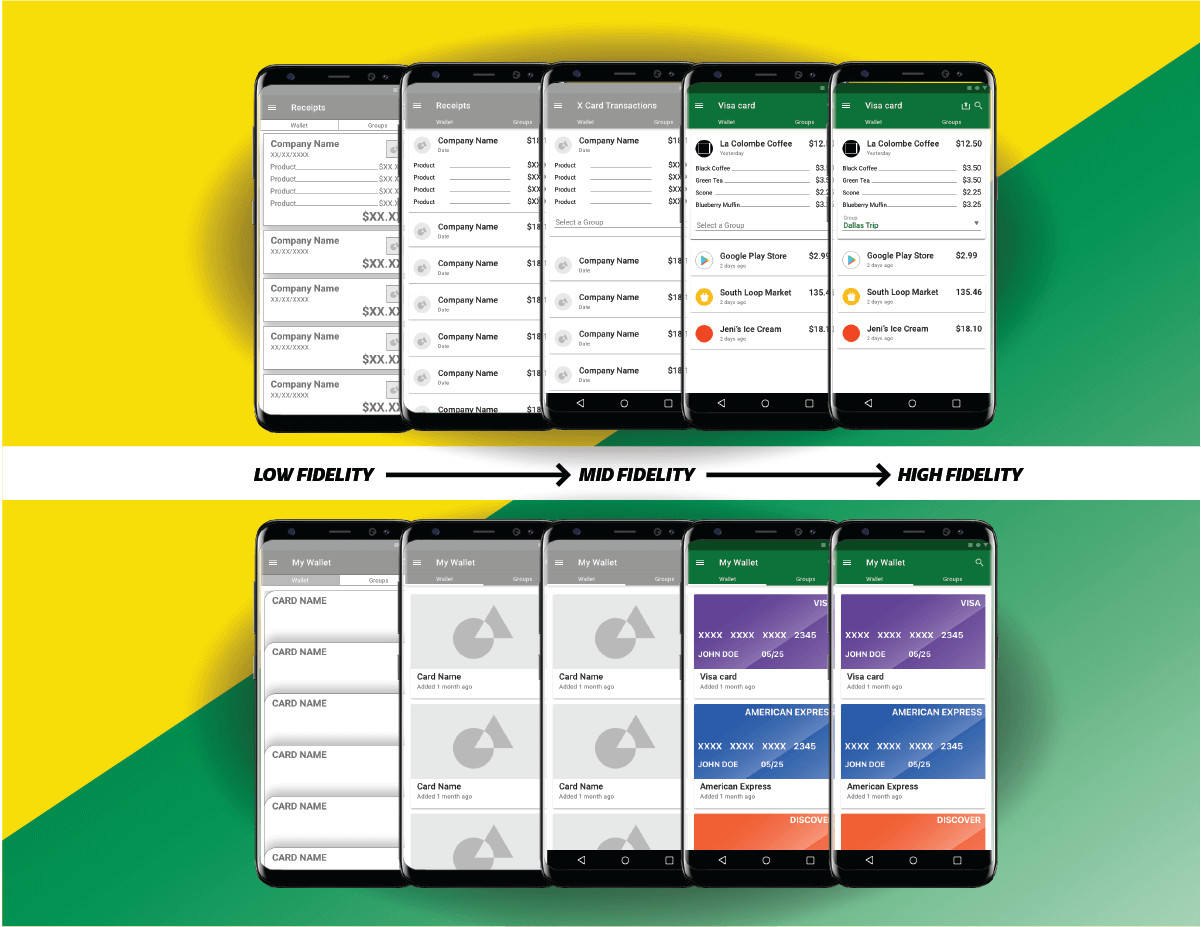 Receipts
Wallet Groups
Company Name
XX/XX/XXXX
Product $XX.X
Product $XX.X
Product $XX.X
Product $XX.X
$XX.XX
Company Name
XX/XX/XXXX
$XX.XX
Company Name
XX/XX/XXXX
$XX.XX
Company Name
XX/XX/XXXX
$XX.XX
Company Name
XX/XX/XXXX
$XX.XX
Receipts
Wallet Groups
Company Name $18
Date
Product $XX
Product $XX
Product $XX
Product $XX
Company Name $18
Date
Company Name $18
Date
Company Name $18
Date
Company Name $18
Date
Company Name $18
Date
Company Name $18
X Card Transactions
Wallet Groups
Company Name $18
Date
Product $XX
Product $XX
Product $XX
Product $XX
Select a Group
Company Name $18
Date
Company Name $18
Date
Company Name $18
Date
Company Name $18
Date
Visa card
Wallet Groups
La Colombe Coffee $12.
Yesterday
Black Coffee $3.
Green Tea $3.5
Scone $2.2
Blueberry Muffin $3.
Select a Group
Google Play Store $2.99
2 days ago
South Loop Market 135.4
2 days ago
Jeni's Ice Cream $18.1
2 days ago
Visa card
Wallet Groups
La Colombe Coffee $12.50
Yesterday
Black Coffee $3.50
Green Tea $3.50
Scone $2.25
Blueberry Muffin $3.25
Group
Dallas Trip
Google Play Store $2.99
2 days ago
South Loop Market 135.46
2 days ago
Jeni's Ice Cream $18.10
2 days ago
LOW FIDELITY MID FIDELITY HIGH FIDELITY
My Wallet
Wallet Groups
CARD NAME
CARD NAME
CARD NAME
CARD NAME
CARD NAME
CARD NAME
My Wallet
Wallet Groups
Card Name
Added 1 month ago
Card Name
Added 1 month ago
My Wallet
Wallet Groups
Card Name
Added 1 month ago
Card Name
Added 1 month ago
My Wallet
Wallet Groups
VIS
XXXX XXXX XXXX 2345
JOHN DOE 05/25
Visa card
Added 1 month ago
AMERICAN EXPRES
XXXX XXXX XXXX 2345
JOHN DOE 05/25
American Express
Added 1 month ago
DISCOVE
My Wallet
Wallet Groups
VISA
XXXX XXXX XXXX 2345
JOHN DOE 05/25
Visa card
Added 1 month ago
AMERICAN EXPRESS
XXXX XXXX XXXX 2345
JOHN DOE 05/25
American Express
Added 1 month ago
DISCOVER